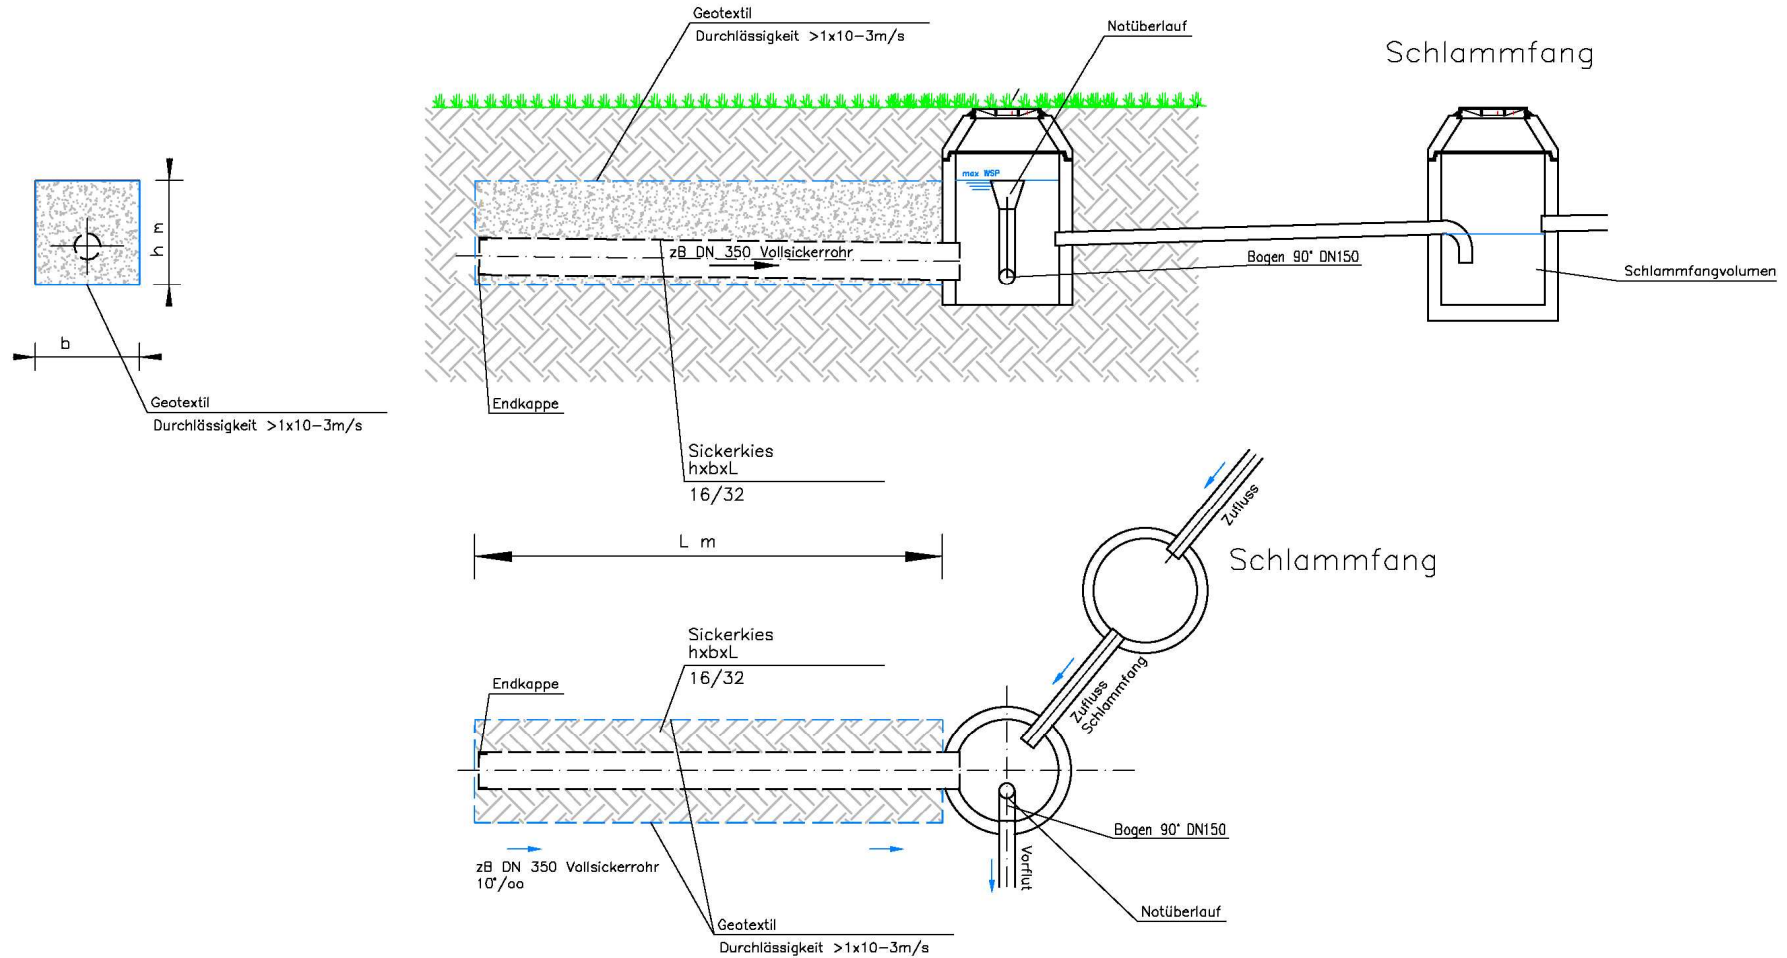 Geotextil
Durchlässigkeit >1x10-3m/s
Notüberlauf
Schlammfang
max WSP
h m
zB DN 350 Vollsickerrohr
Bogen 90° DN150
Schlammfangvolumen
b
Geotextil
Durchlässigkeit >1x10-3m/s
Endkappe
Sickerkies
hxbxL
16/32
Zufluss
L m
Schlammfang
Sickerkies
hxbxL
16/32
Zufluss
Schlammfang
Endkappe
Bogen 90° DN150
zB DN 350 Vollsickerrohr
10°/oo
Vorflut
Notüberlauf
Geotextil
Durchlässigkeit >1x10-3m/s